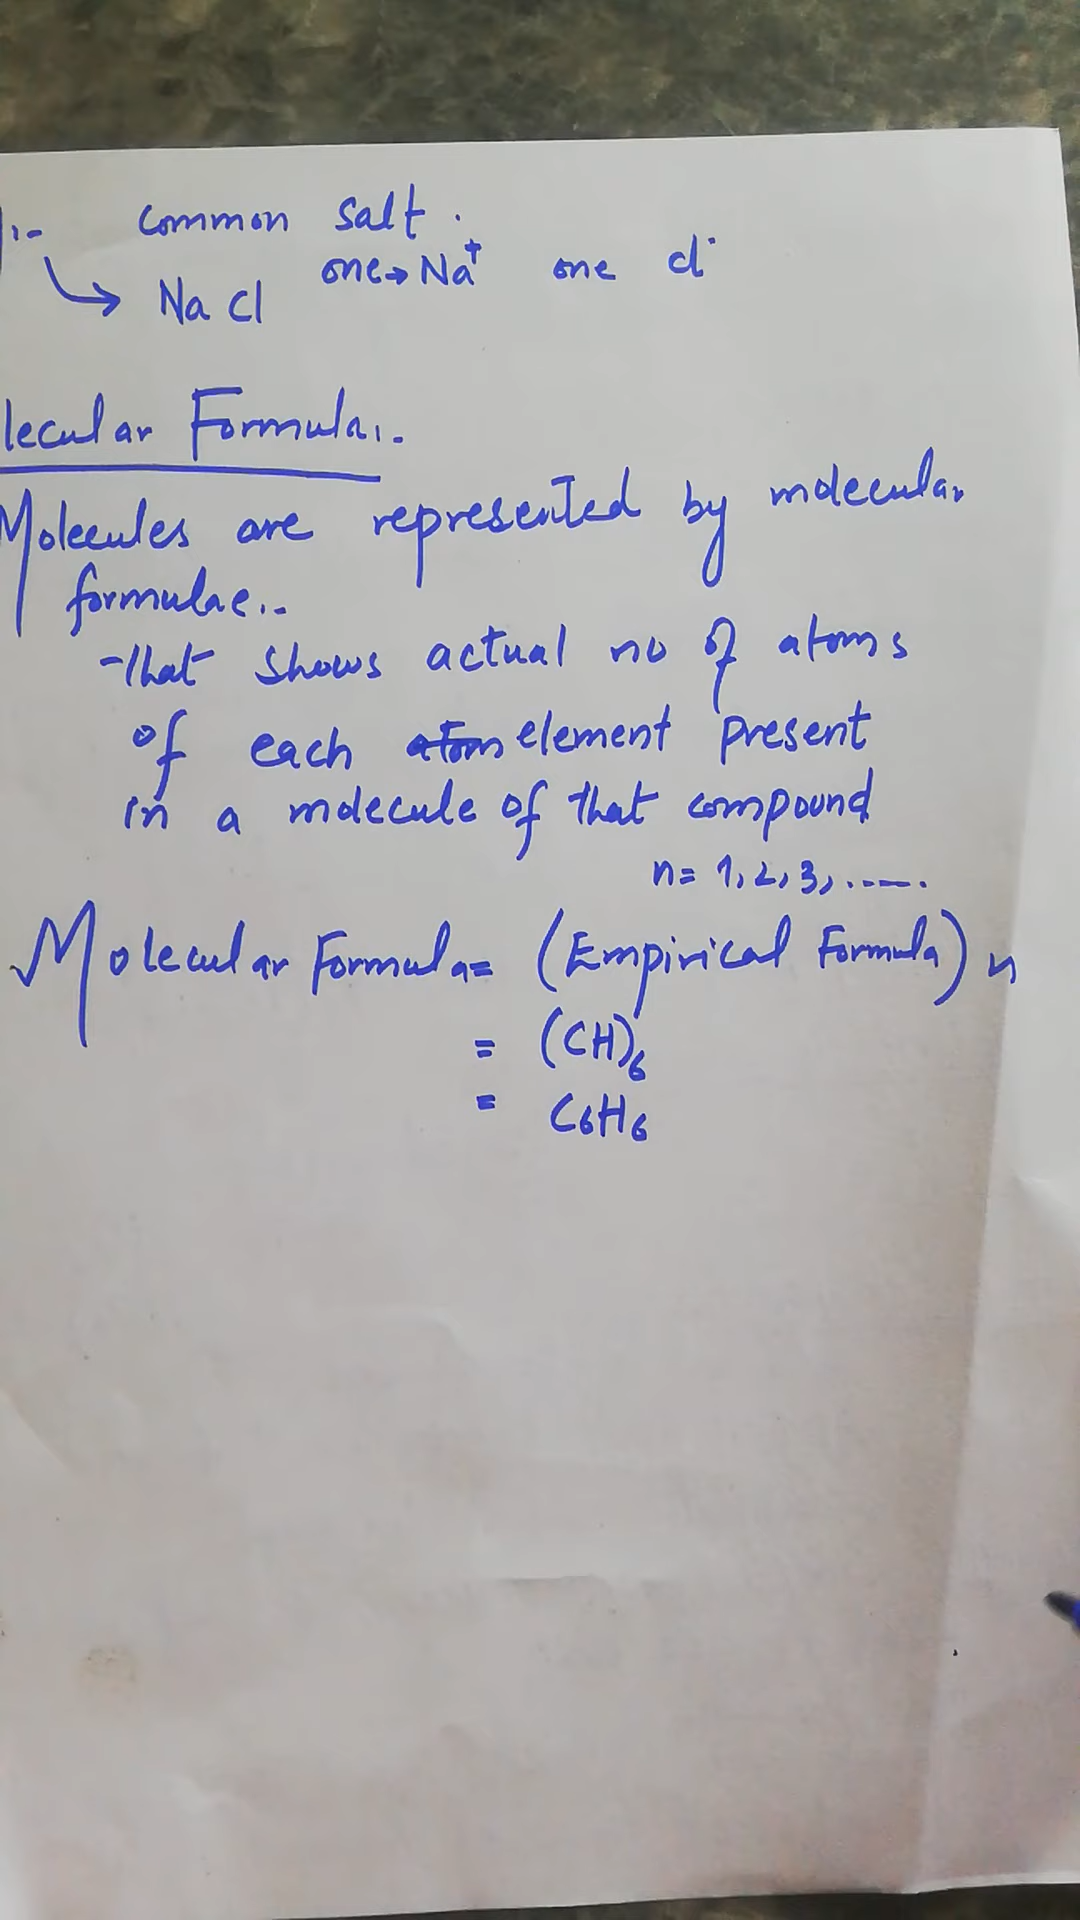 1.- Common salt.
NaCl one→Na⁺ one Cl⁻
lecular Formula:-
Molecules are represented by molecular
formulae:-
that shows actual no of atoms
of each atom element present
in a molecule of that compound
n= 1,2,3,.....
Molecular Formula= (Empirical Formula)n
= (CH)₆
= C₆H₆